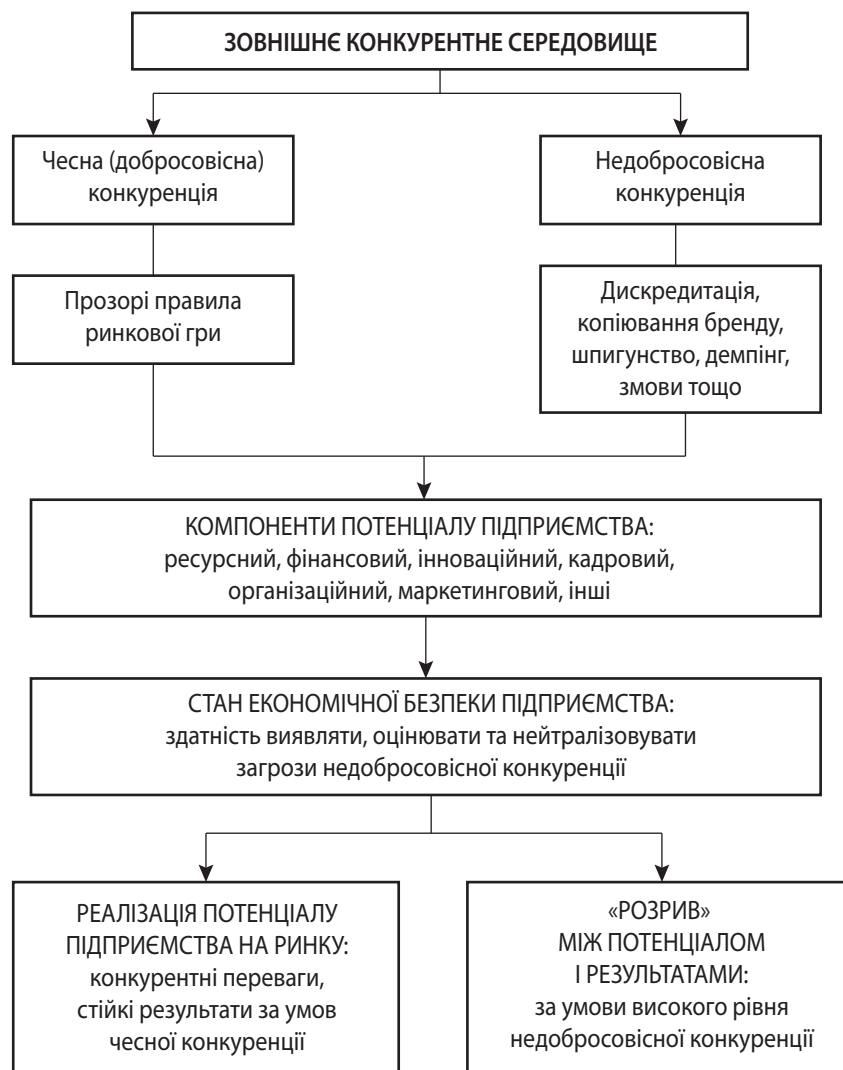 ЗОВНІШНЄ КОНКУРЕНТНЕ СЕРЕДОВИЩЕ
Чесна (добросовісна)
конкуренція
Недобросовісна
конкуренція
Прозорі правила
ринкової гри
Дискредитація,
копіювання бренду,
шпигунство, демпінг,
змови тощо
КОМПОНЕНТИ ПОТЕНЦІАЛУ ПІДПРИЄМСТВА:
ресурсний, фінансовий, інноваційний, кадровий,
організаційний, маркетинговий, інші
СТАН ЕКОНОМІЧНОЇ БЕЗПЕКИ ПІДПРИЄМСТВА:
здатність виявляти, оцінювати та нейтралізовувати
загрози недобросовісної конкуренції
РЕАЛІЗАЦІЯ ПОТЕНЦІАЛУ
ПІДПРИЄМСТВА НА РИНКУ:
конкурентні переваги,
стійкі результати за умов
чесної конкуренції
«РОЗРИВ»
МІЖ ПОТЕНЦІАЛОМ
І РЕЗУЛЬТАТАМИ:
за умови високого рівня
недобросовісної конкуренції